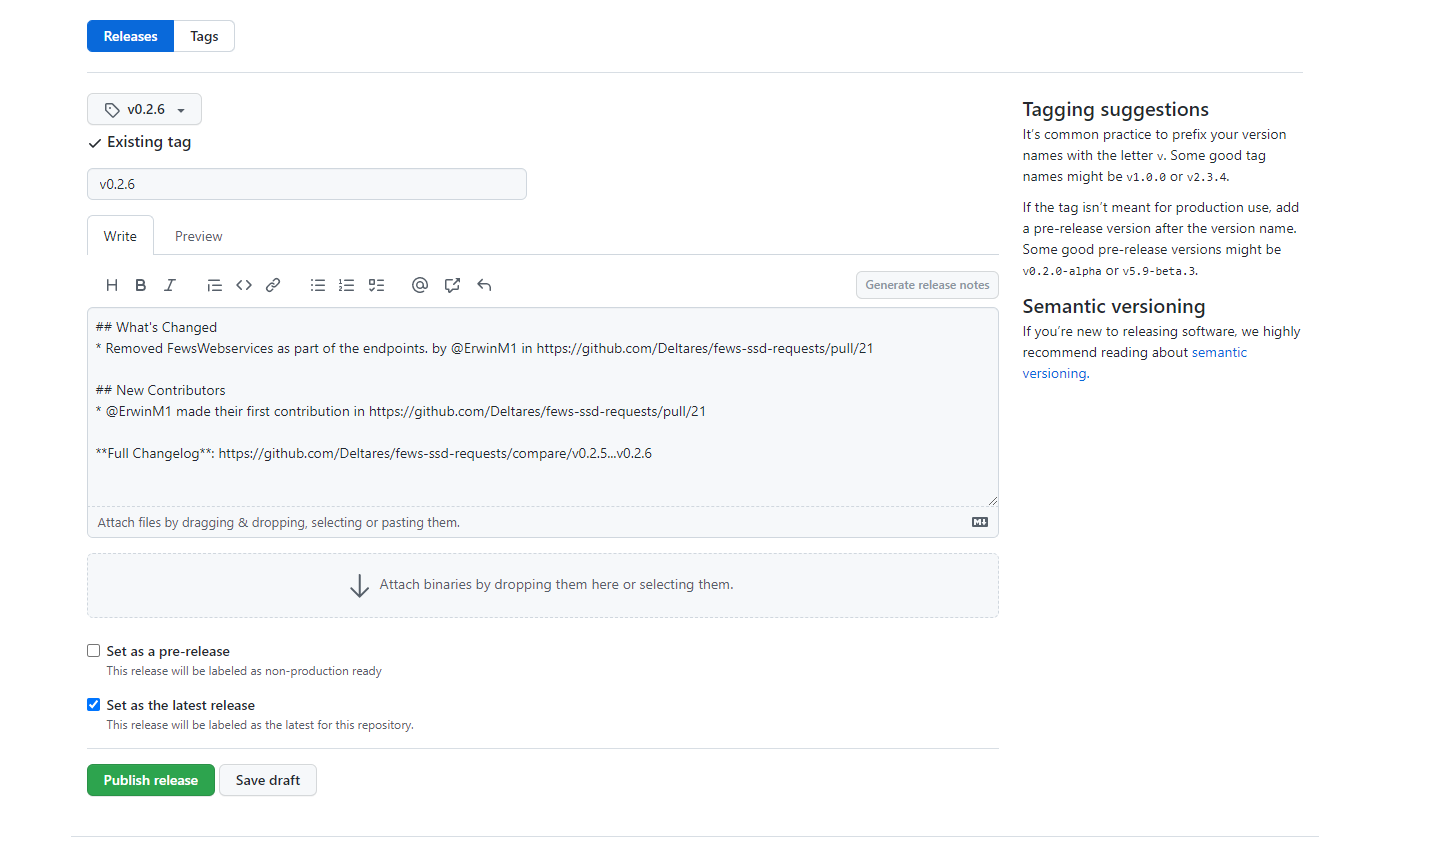 Releases Tags
v0.2.6
Existing tag
v0.2.6
Write Preview
H B I Generate release notes
## What's Changed
* Removed FewsWebservices as part of the endpoints. by @ErwinM1 in https://github.com/Deltares/fews-ssd-requests/pull/21
## New Contributors
* @ErwinM1 made their first contribution in https://github.com/Deltares/fews-ssd-requests/pull/21
**Full Changelog**: https://github.com/Deltares/fews-ssd-requests/compare/v0.2.5...v0.2.6
Attach files by dragging & dropping, selecting or pasting them.
Attach binaries by dropping them here or selecting them.
Set as a pre-release
This release will be labeled as non-production ready
Set as the latest release
This release will be labeled as the latest for this repository.
Publish release Save draft
Tagging suggestions
It's common practice to prefix your version
names with the letter v. Some good tag
names might be v1.0.0 or v2.3.4.
If the tag isn't meant for production use, add
a pre-release version after the version name.
Some good pre-release versions might be
v0.2.0-alpha or v5.9-beta.3.
Semantic versioning
If you're new to releasing software, we highly
recommend reading about semantic
versioning.